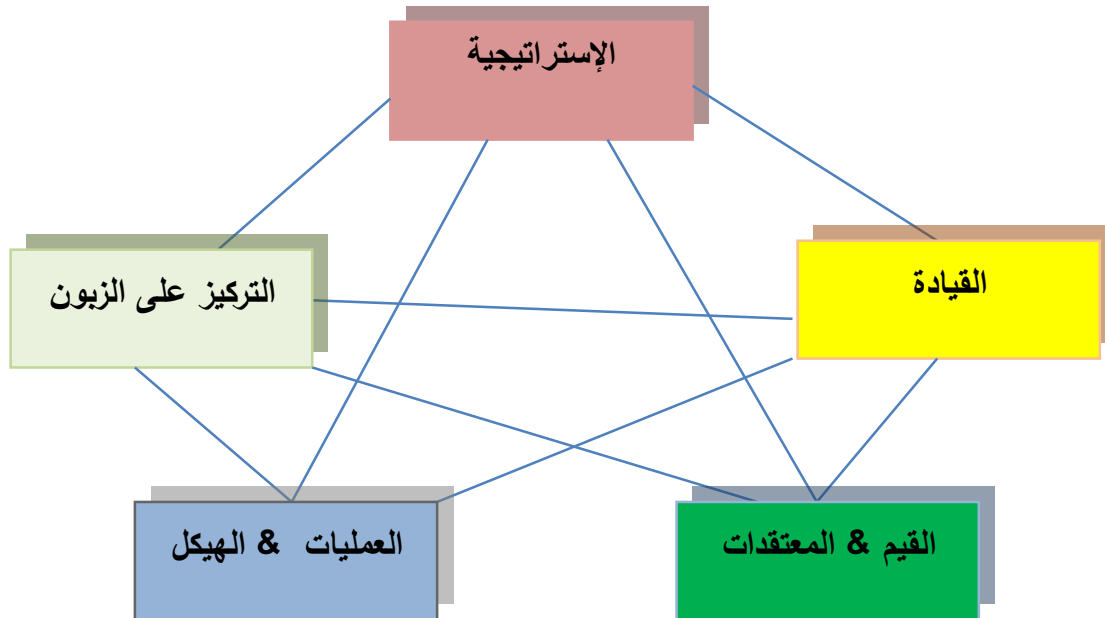 الإستراتيجية
القيادة
التركيز على الزبون
القيم & المعتقدات
العمليات & الهيكل